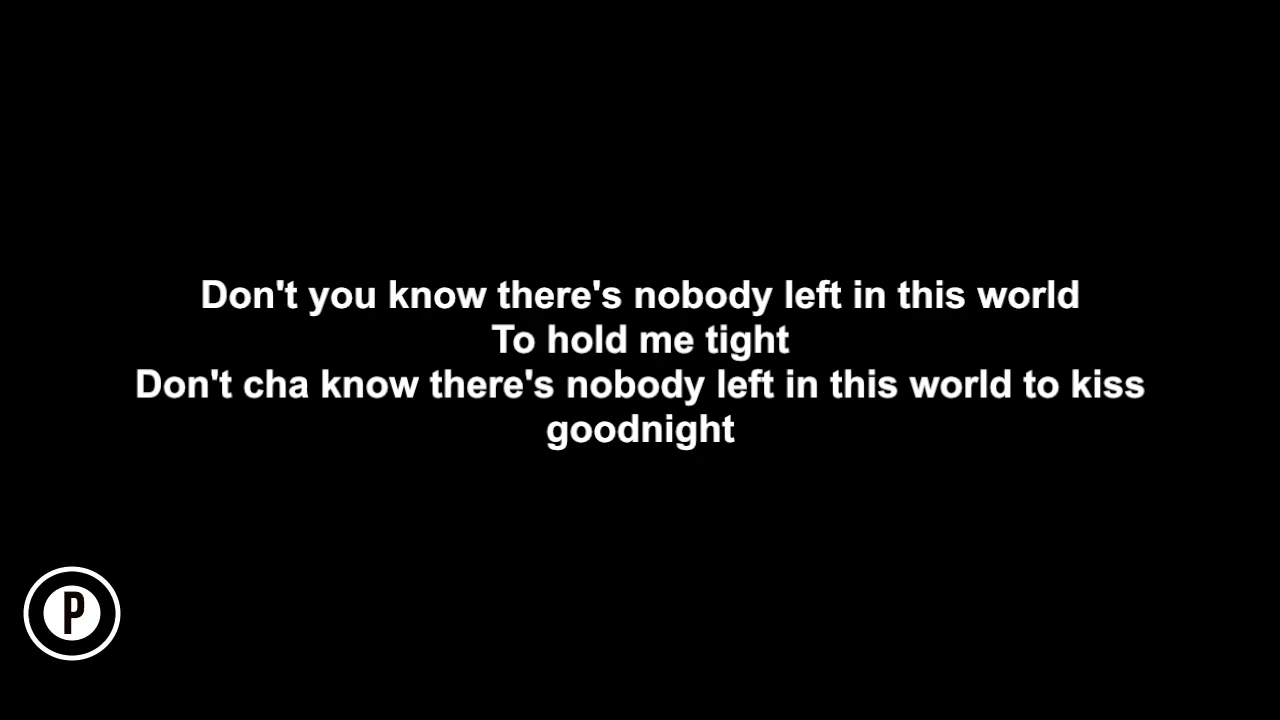 Don't you know there's nobody left in this world
To hold me tight
Don't cha know there's nobody left in this world to kiss
goodnight
P